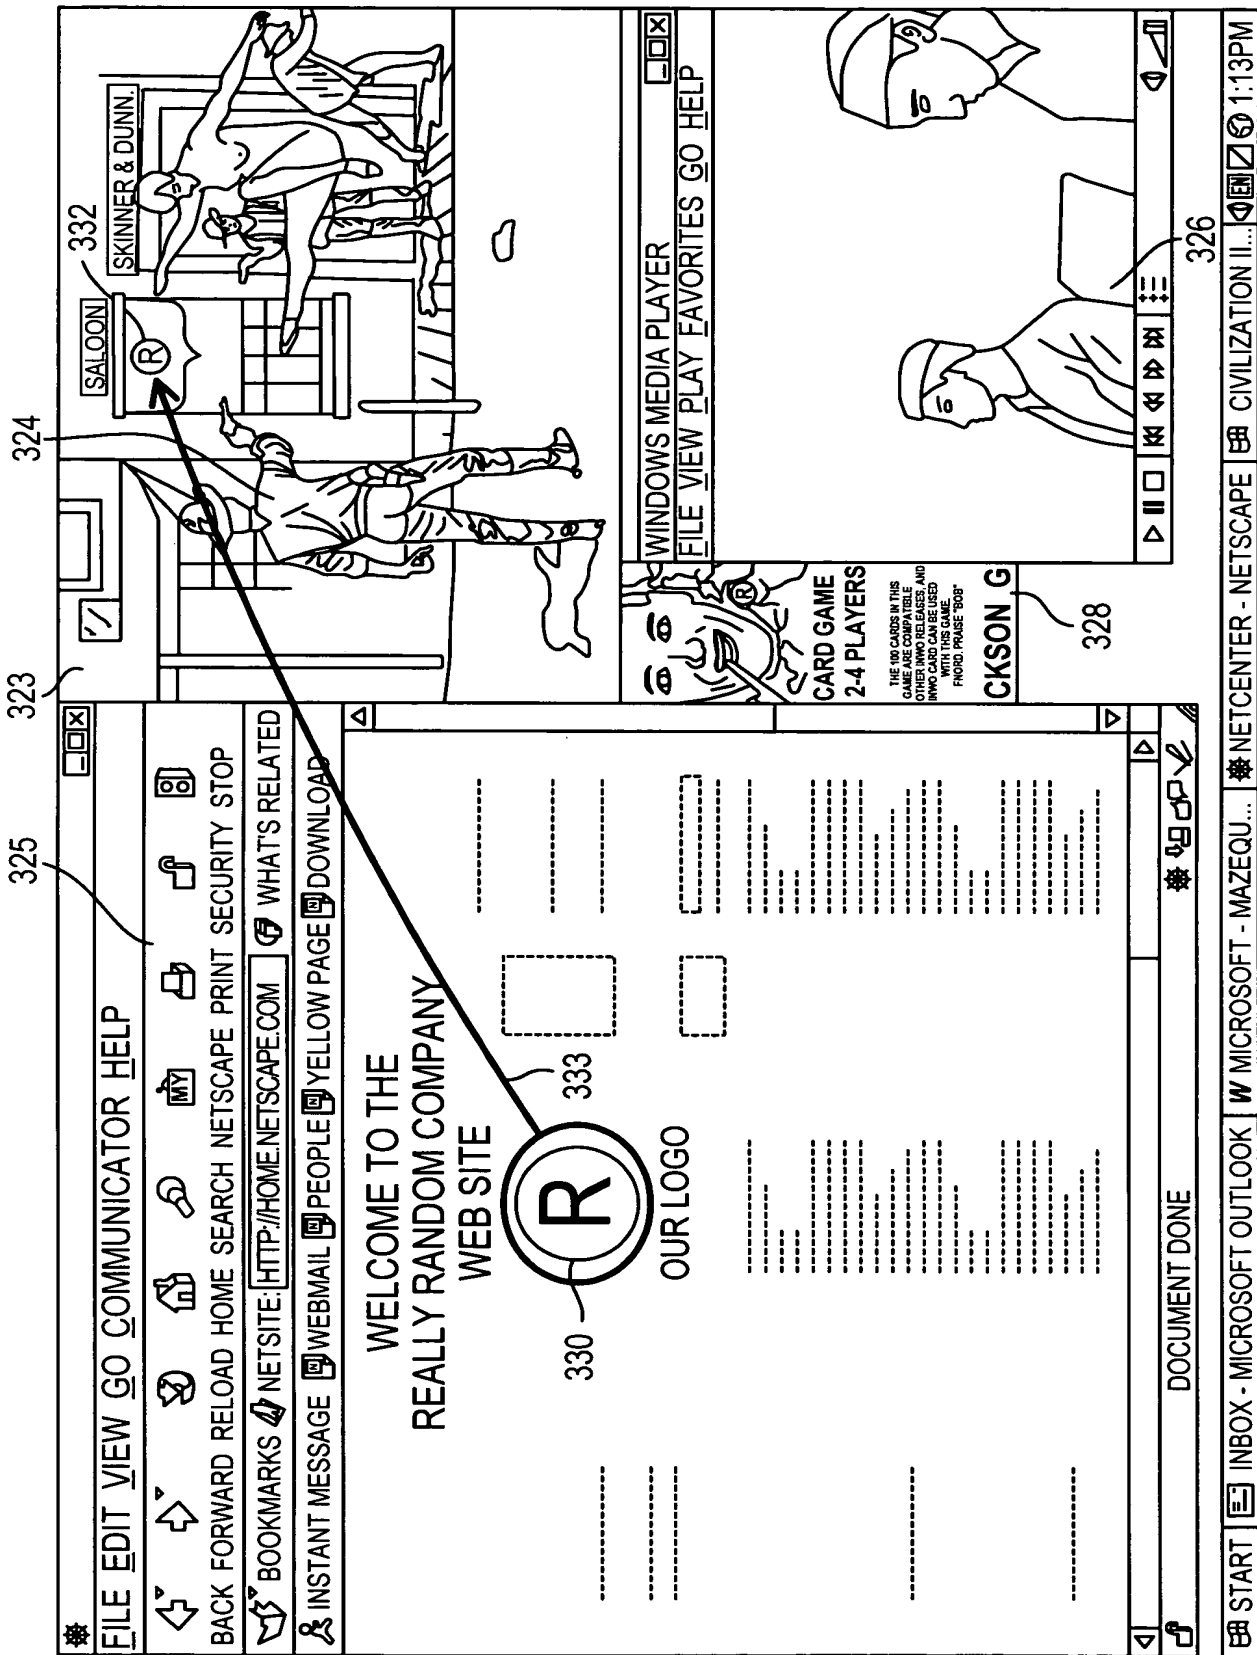 323
324
325
332
FILE EDIT VIEW GO COMMUNICATOR HELP
MY
BACK FORWARD RELOAD HOME SEARCH NETSCAPE PRINT SECURITY STOP
BOOKMARKS NETSITE: HTTP://HOME.NETSCAPE.COM WHAT'S RELATED
INSTANT MESSAGE N WEBMAIL N PEOPLE N YELLOW PAGE N DOWNLOAD
WELCOME TO THE
REALLY RANDOM COMPANY
WEB SITE
R
330
333
OUR LOGO
DOCUMENT DONE
SALOON
SKINNER & DUNN.
R
R
CARD GAME
2-4 PLAYERS
THE 100 CARDS IN THIS
GAME ARE COMPATIBLE
OTHER INWO RELEASES, AND
INWO CARD CAN BE USED
WITH THIS GAME.
FNORD. PRAISE "BOB"
CKSON G
328
WINDOWS MEDIA PLAYER
FILE VIEW PLAY FAVORITES GO HELP
326
START INBOX - MICROSOFT OUTLOOK W MICROSOFT - MAZEQU... NETCENTER - NETSCAPE CIVILIZATION II... EN 1:13PM